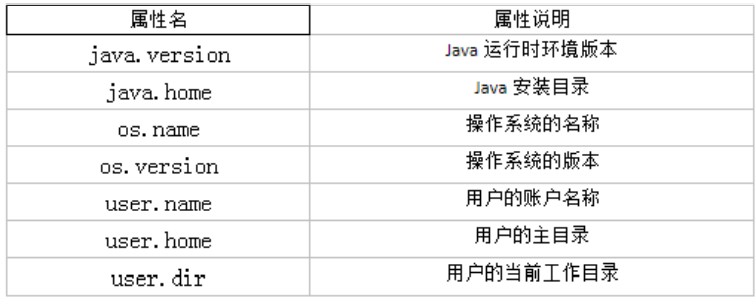 属性名 属性说明
java.version Java 运行时环境版本
java.home Java 安装目录
os.name 操作系统的名称
os.version 操作系统的版本
user.name 用户的账户名称
user.home 用户的主目录
user.dir 用户的当前工作目录